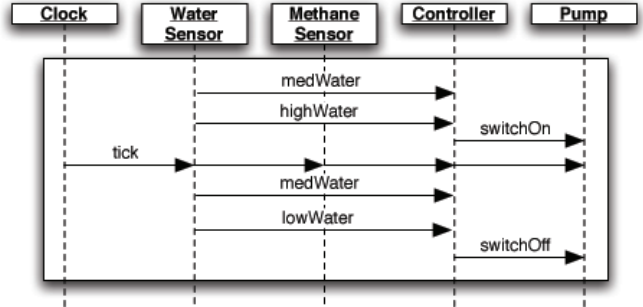 Clock
Water
Sensor
Methane
Sensor
Controller
Pump
medWater
highWater
switchOn
tick
medWater
lowWater
switchOff